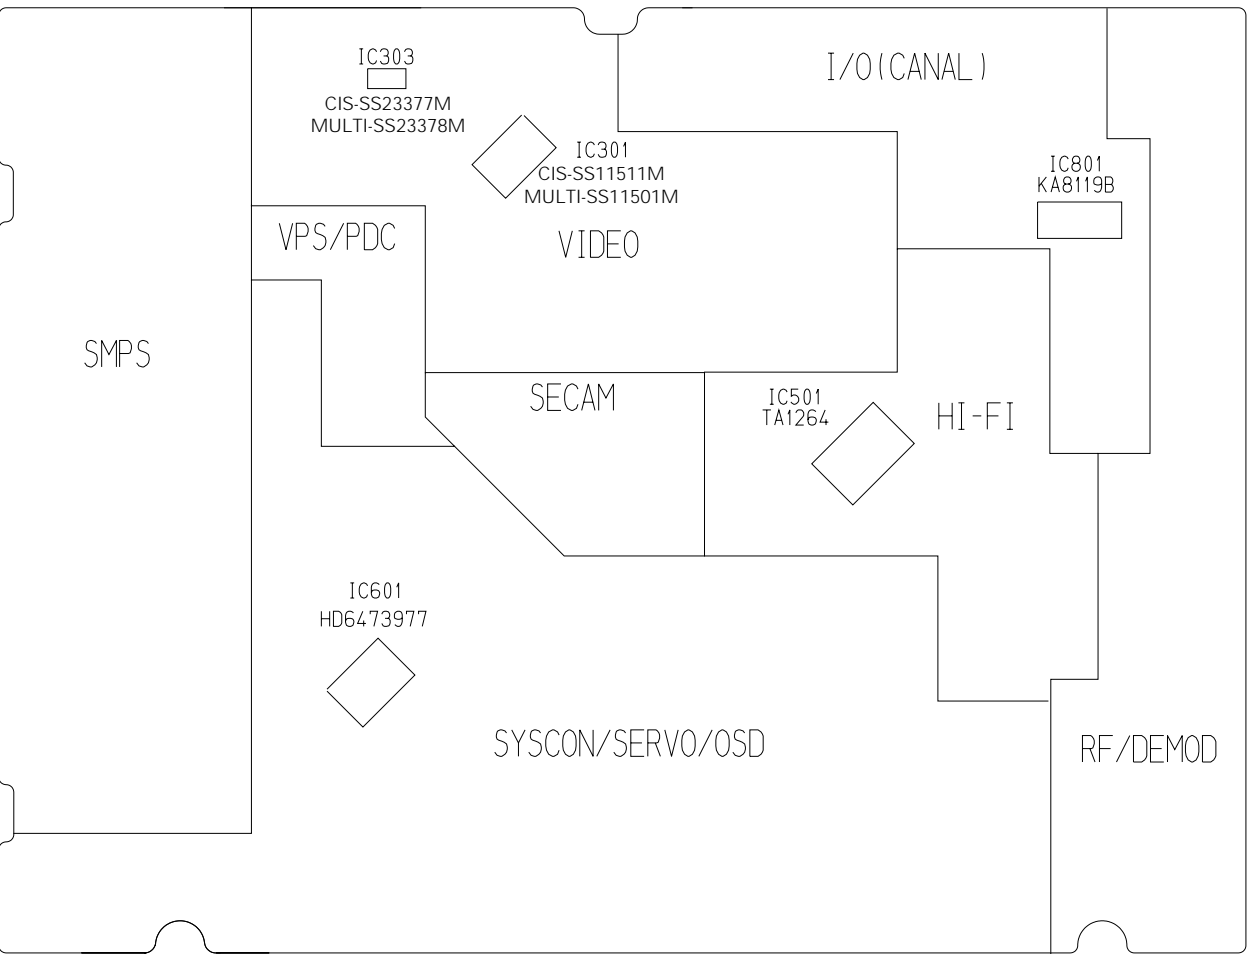 IC303
CIS-SS23377M
MULTI-SS23378M
I/O(CANAL)
IC301
CIS-SS11511M
MULTI-SS11501M
IC801
KA8119B
VPS/PDC
VIDEO
SMPS
SECAM
IC501
TA1264
HI-FI
IC601
HD6473977
SYSCON/SERVO/OSD
RF/DEMOD